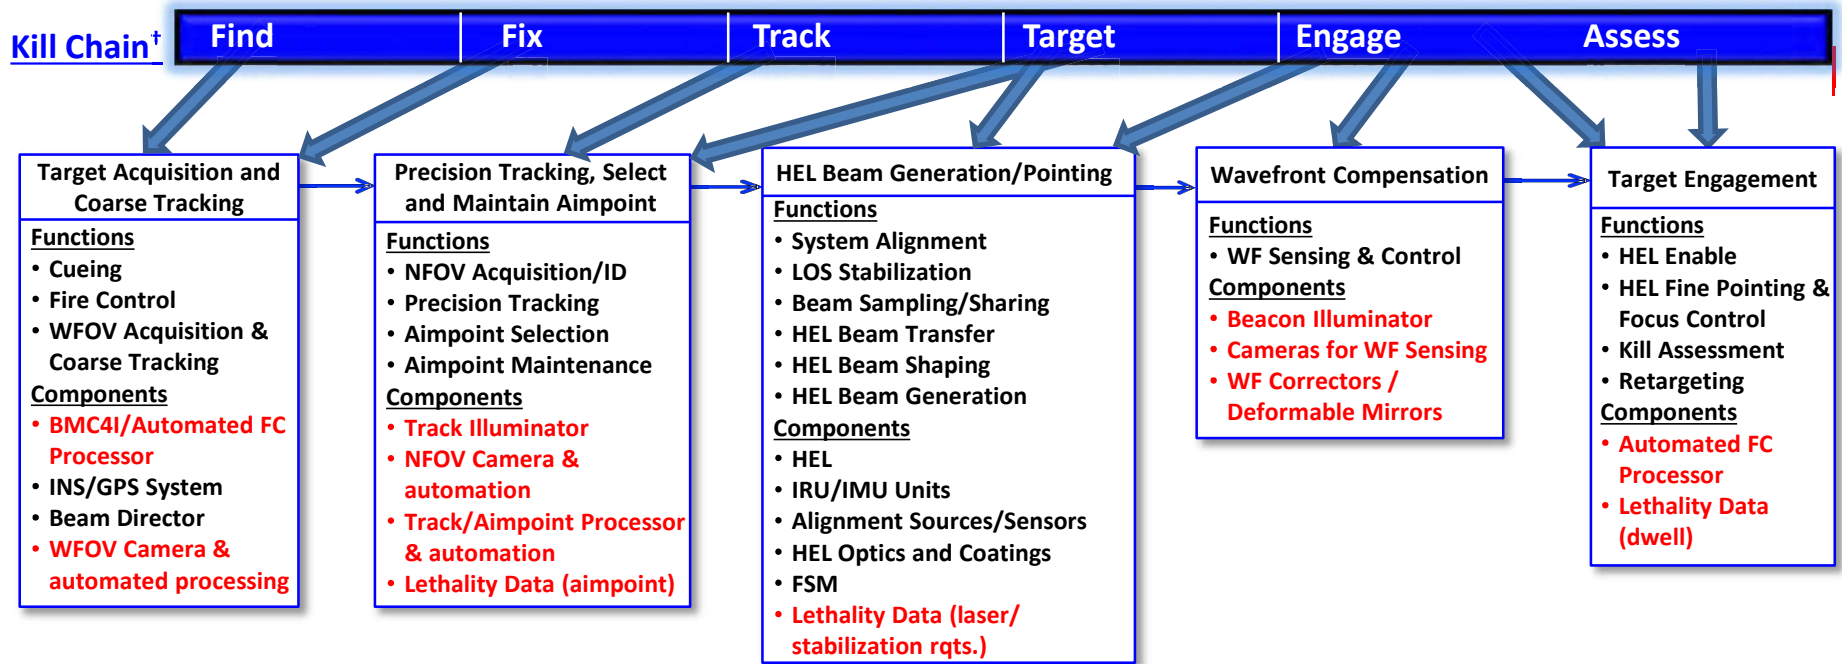 Kill Chain† Find Fix Track Target Engage Assess
Target Acquisition and
Coarse Tracking
Functions
• Cueing
• Fire Control
• WFOV Acquisition &
Coarse Tracking
Components
• BMC4I/Automated FC
Processor
• INS/GPS System
• Beam Director
• WFOV Camera &
automated processing
Precision Tracking, Select
and Maintain Aimpoint
Functions
• NFOV Acquisition/ID
• Precision Tracking
• Aimpoint Selection
• Aimpoint Maintenance
Components
• Track Illuminator
• NFOV Camera &
automation
• Track/Aimpoint Processor
& automation
• Lethality Data (aimpoint)
HEL Beam Generation/Pointing
Functions
• System Alignment
• LOS Stabilization
• Beam Sampling/Sharing
• HEL Beam Transfer
• HEL Beam Shaping
• HEL Beam Generation
Components
• HEL
• IRU/IMU Units
• Alignment Sources/Sensors
• HEL Optics and Coatings
• FSM
• Lethality Data (laser/
stabilization rqts.)
Wavefront Compensation
Functions
• WF Sensing & Control
Components
• Beacon Illuminator
• Cameras for WF Sensing
• WF Correctors /
Deformable Mirrors
Target Engagement
Functions
• HEL Enable
• HEL Fine Pointing &
Focus Control
• Kill Assessment
• Retargeting
Components
• Automated FC
Processor
• Lethality Data
(dwell)